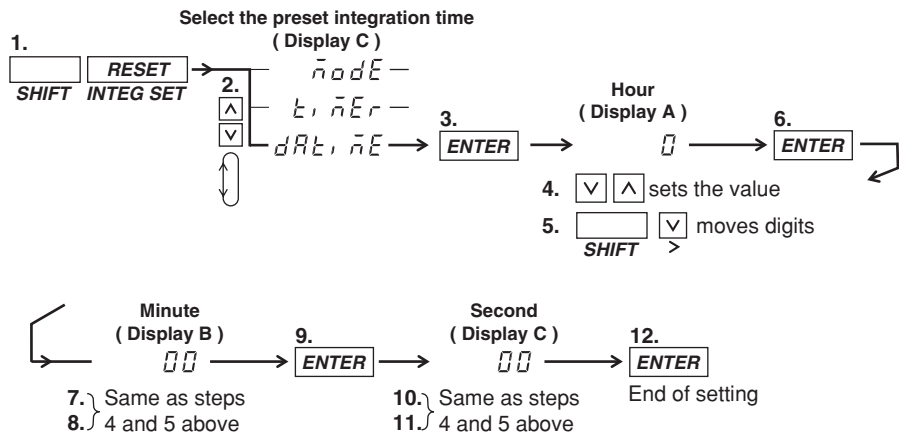 Select the preset integration time
( Display C )
1.
RESET
SHIFT INTEG SET
2.
modE
timEr
dAtimE
3.
ENTER
Hour
( Display A )
0
6.
ENTER
4. ∨ ∧ sets the value
5. ∨ moves digits
SHIFT >
Minute
( Display B )
00
9.
ENTER
Second
( Display C )
00
12.
ENTER
End of setting
7. Same as steps
8. 4 and 5 above
10. Same as steps
11. 4 and 5 above